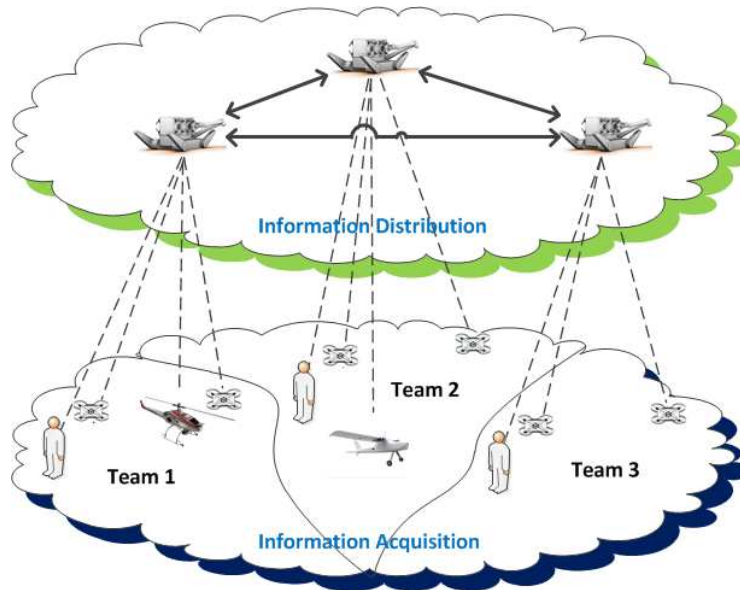 Information Distribution
Team 2
Team 1
Team 3
Information Acquisition